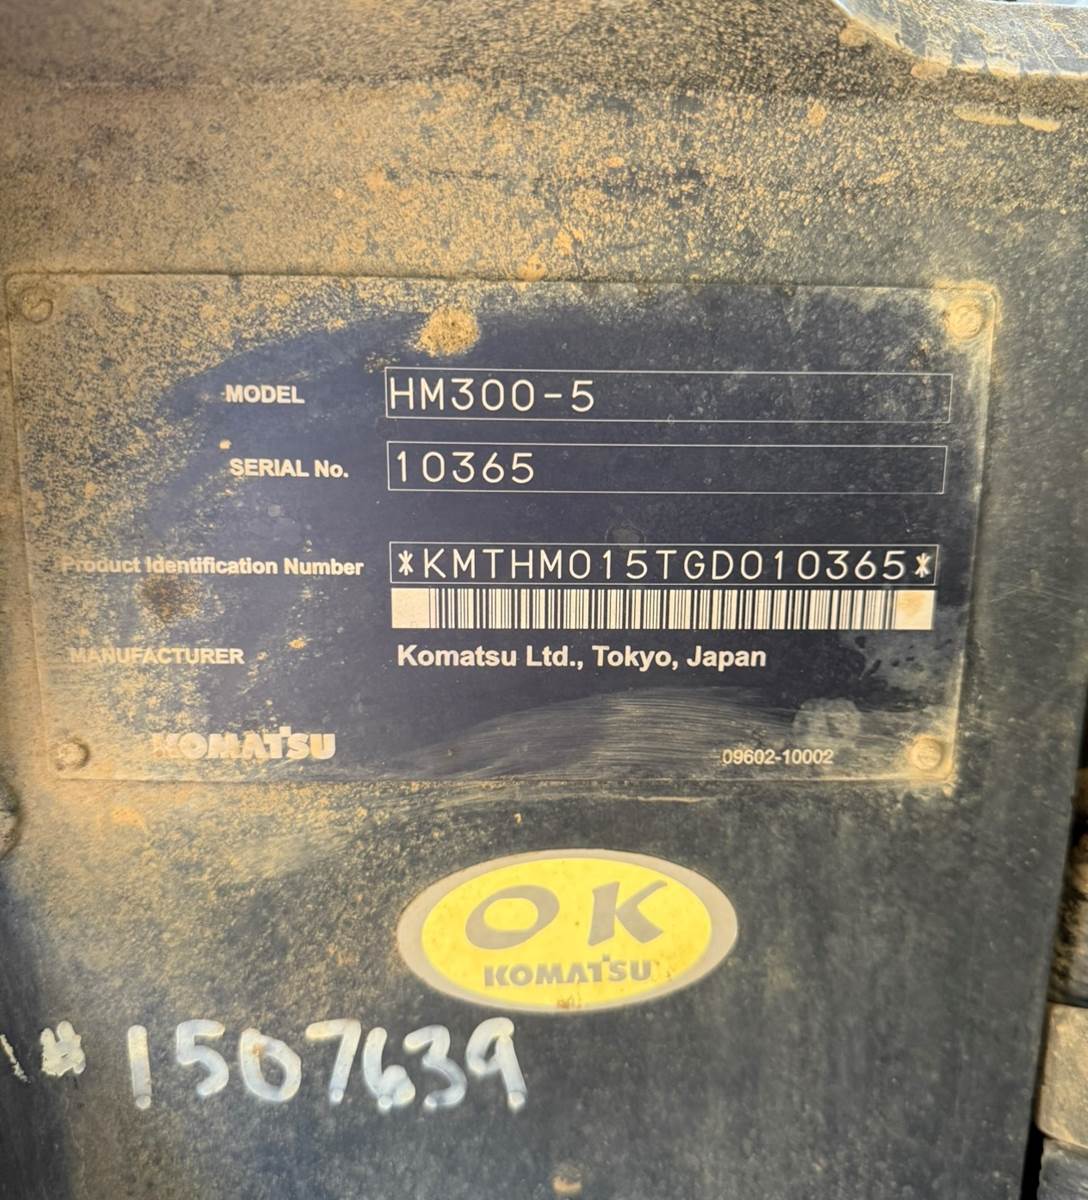 MODEL HM300-5
SERIAL No. 10365
Product Identification Number *KMTHM015TGD010365*
MANUFACTURER Komatsu Ltd., Tokyo, Japan
KOMATSU 09602-10002
OK
KOMATSU
# 1507639